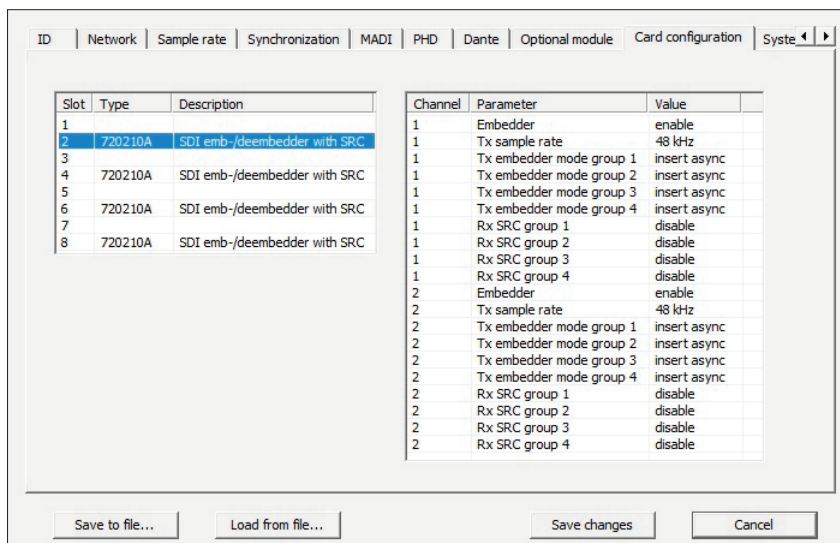 ID Network Sample rate Synchronization MADI PHD Dante Optional module Card configuration Syste
Slot Type Description
1
2 720210A SDI emb-/deembedder with SRC
3
4 720210A SDI emb-/deembedder with SRC
5
6 720210A SDI emb-/deembedder with SRC
7
8 720210A SDI emb-/deembedder with SRC
Channel Parameter Value
1 Embedder enable
1 Tx sample rate 48 kHz
1 Tx embedder mode group 1 insert async
1 Tx embedder mode group 2 insert async
1 Tx embedder mode group 3 insert async
1 Tx embedder mode group 4 insert async
1 Rx SRC group 1 disable
1 Rx SRC group 2 disable
1 Rx SRC group 3 disable
1 Rx SRC group 4 disable
2 Embedder enable
2 Tx sample rate 48 kHz
2 Tx embedder mode group 1 insert async
2 Tx embedder mode group 2 insert async
2 Tx embedder mode group 3 insert async
2 Tx embedder mode group 4 insert async
2 Rx SRC group 1 disable
2 Rx SRC group 2 disable
2 Rx SRC group 3 disable
2 Rx SRC group 4 disable
Save to file... Load from file... Save changes Cancel